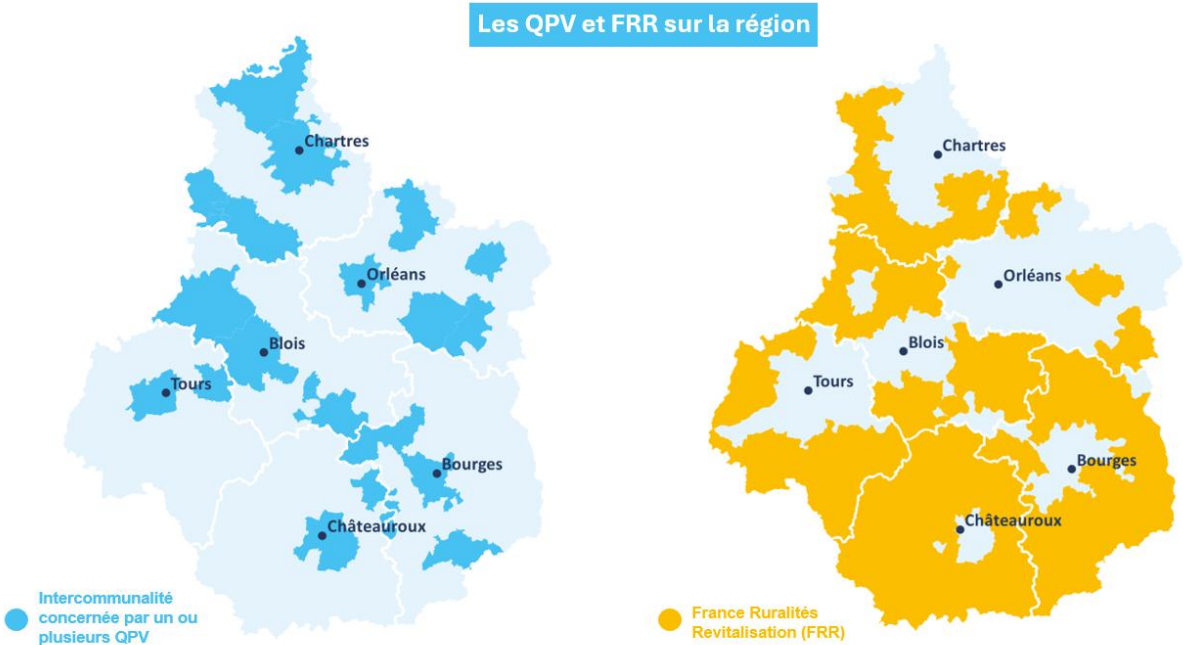 Les QPV et FRR sur la région
Chartres
Orléans
Blois
Tours
Bourges
Châteauroux
Intercommunalité
concernée par un ou
plusieurs QPV
Chartres
Orléans
Blois
Tours
Bourges
Châteauroux
France Ruralités
Revitalisation (FRR)